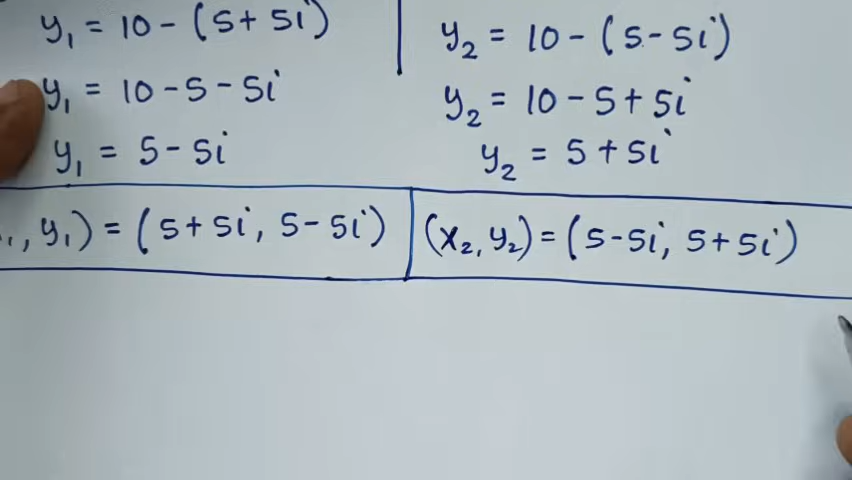 y₁ = 10 - (5 + 5i)
y₁ = 10 - 5 - 5i
y₁ = 5 - 5i
y₂ = 10 - (5 - 5i)
y₂ = 10 - 5 + 5i
y₂ = 5 + 5i
₁, y₁) = (5 + 5i, 5 - 5i)
(x₂, y₂) = (5 - 5i, 5 + 5i)